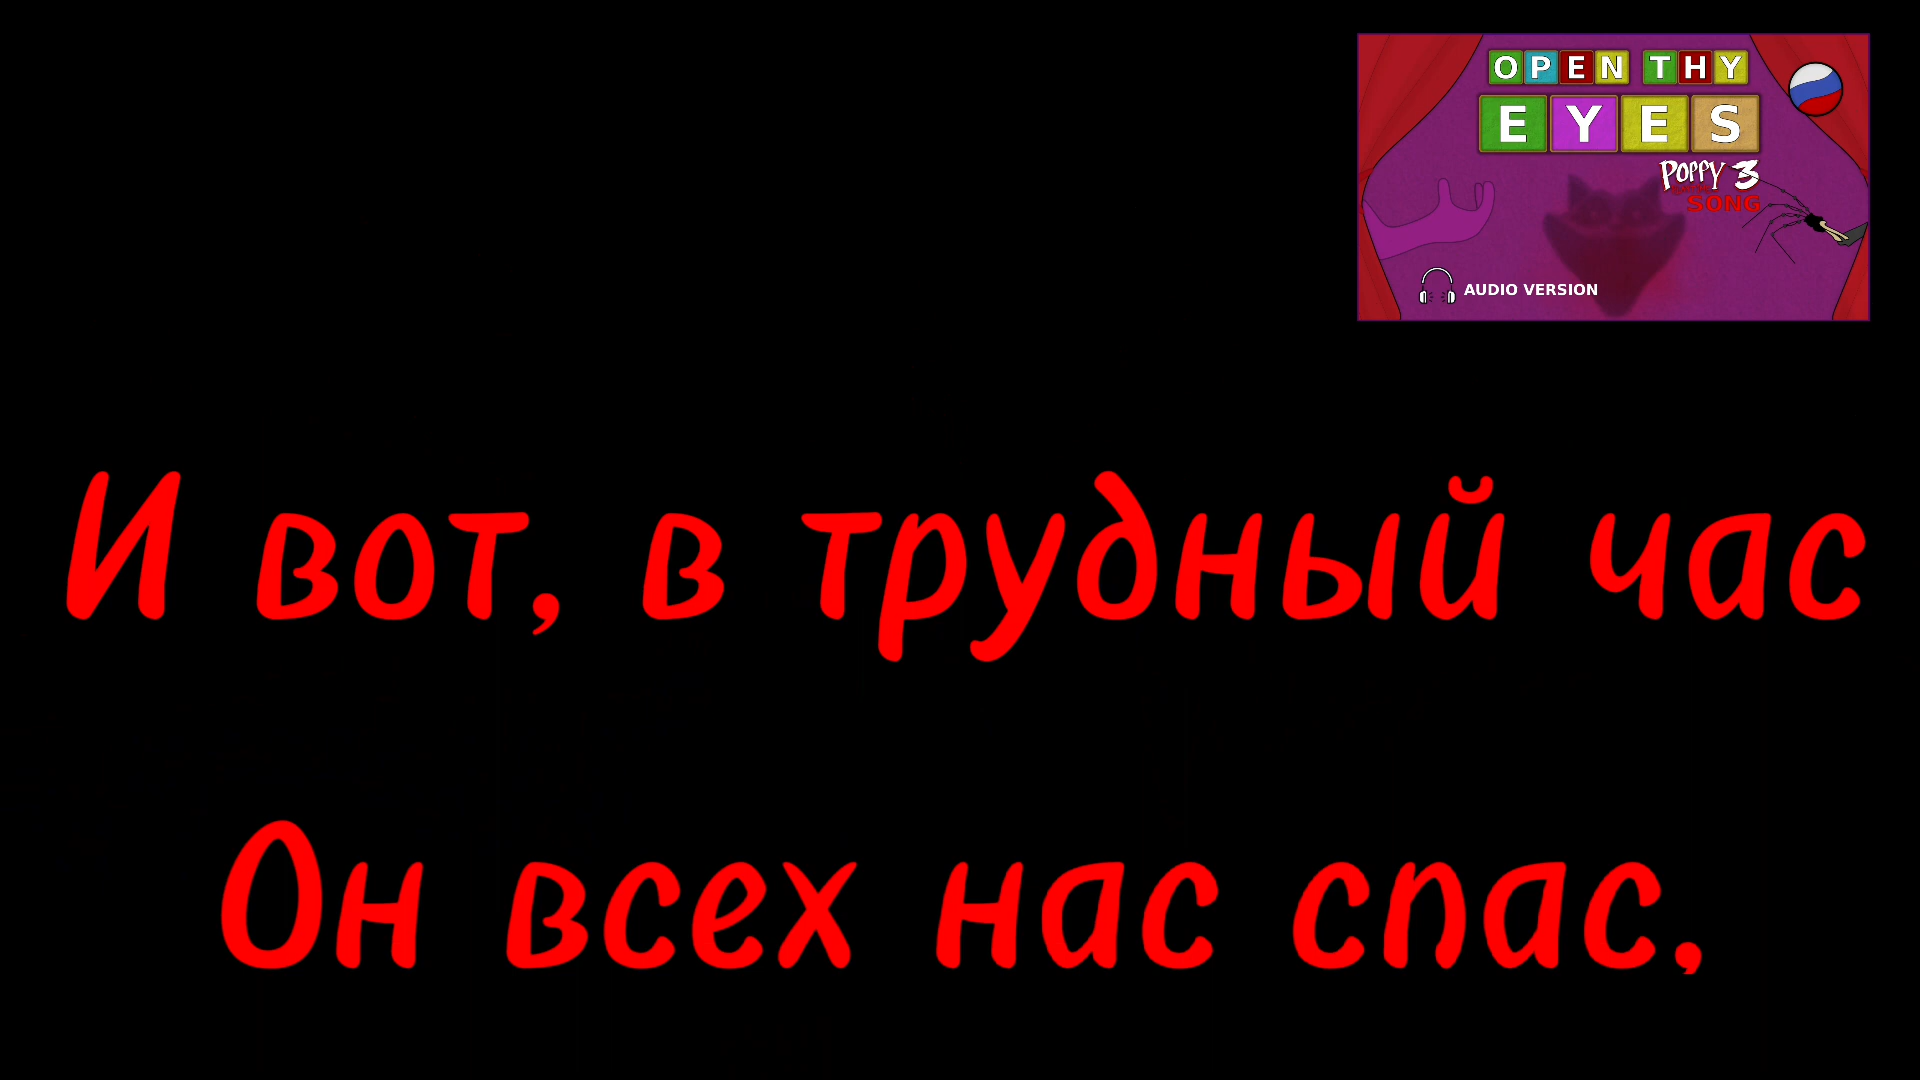 OPEN THY
EYES
POPPY 3
SONG
AUDIO VERSION
И вот, в трудный час
Он всех нас спас,